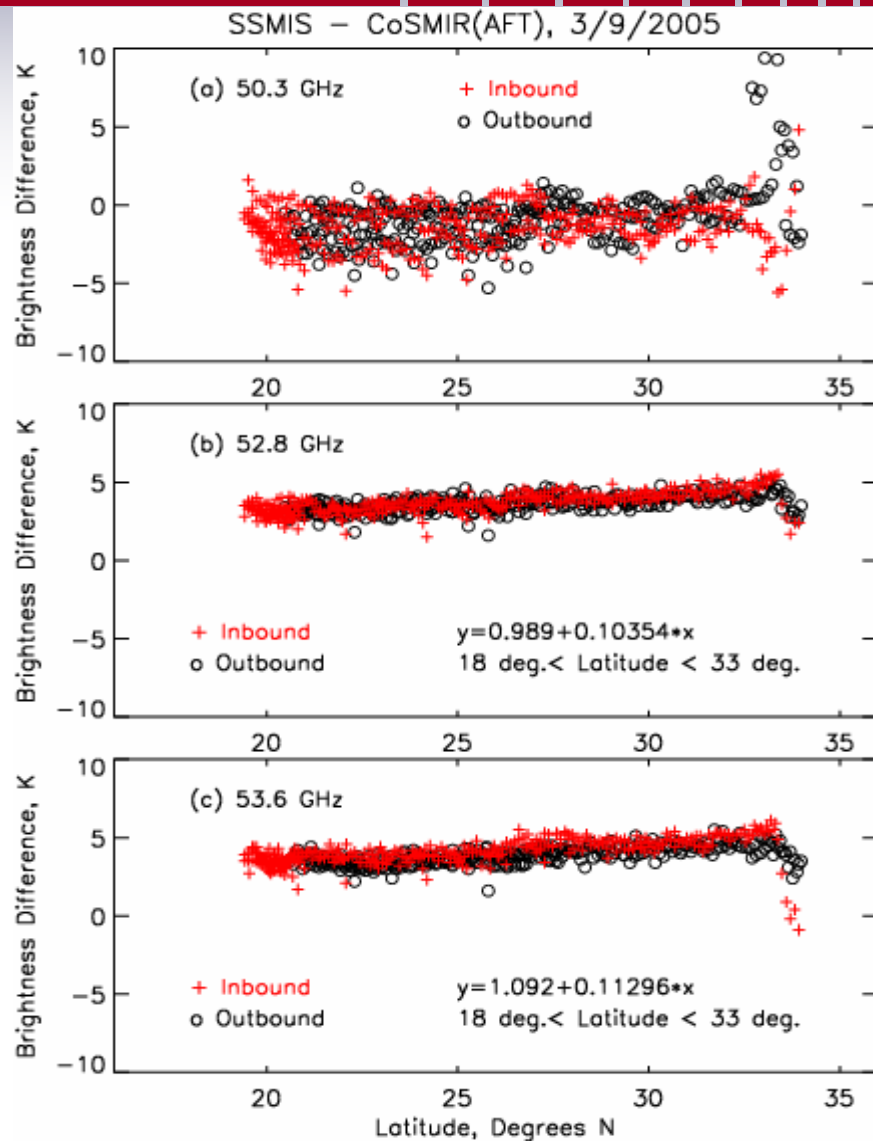 SSMIS − CoSMIR(AFT), 3/9/2005
Brightness Difference, K
10
5
0
−5
−10
(a) 50.3 GHz
+ Inbound
o Outbound
20
25
30
35
Brightness Difference, K
10
5
0
−5
−10
(b) 52.8 GHz
+ Inbound
o Outbound
y=0.989+0.10354*x
18 deg.< Latitude < 33 deg.
20
25
30
35
Brightness Difference, K
10
5
0
−5
−10
(c) 53.6 GHz
+ Inbound
o Outbound
y=1.092+0.11296*x
18 deg.< Latitude < 33 deg.
20
25
30
35
Latitude, Degrees N